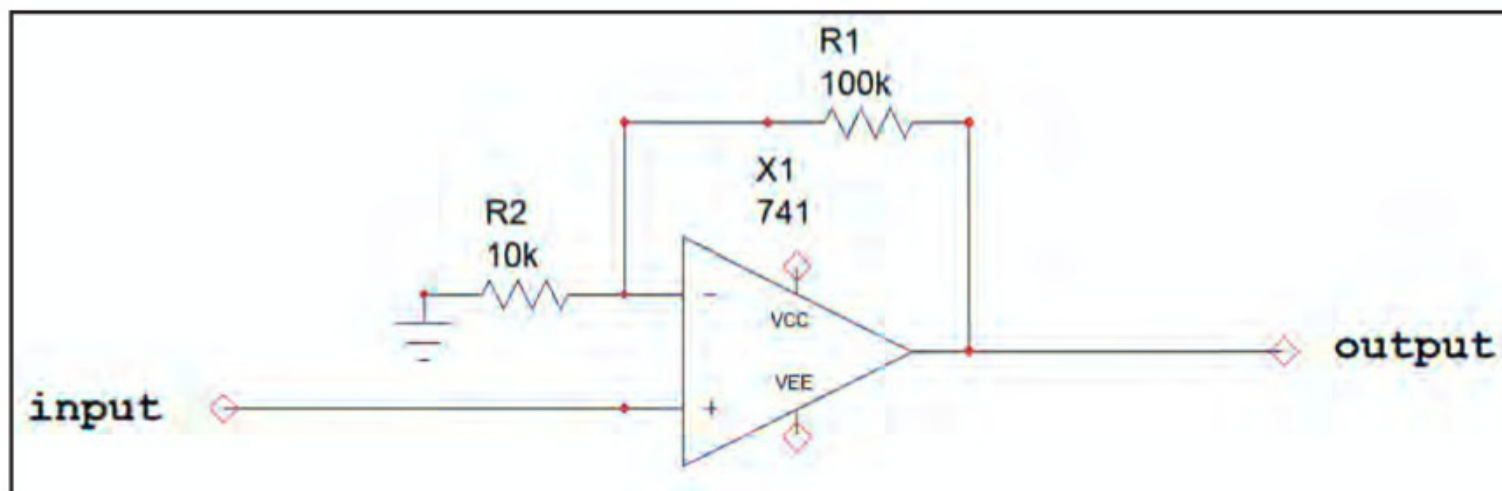 R1
100k
X1
741
R2
10k
-
VCC
output
VEE
input
+